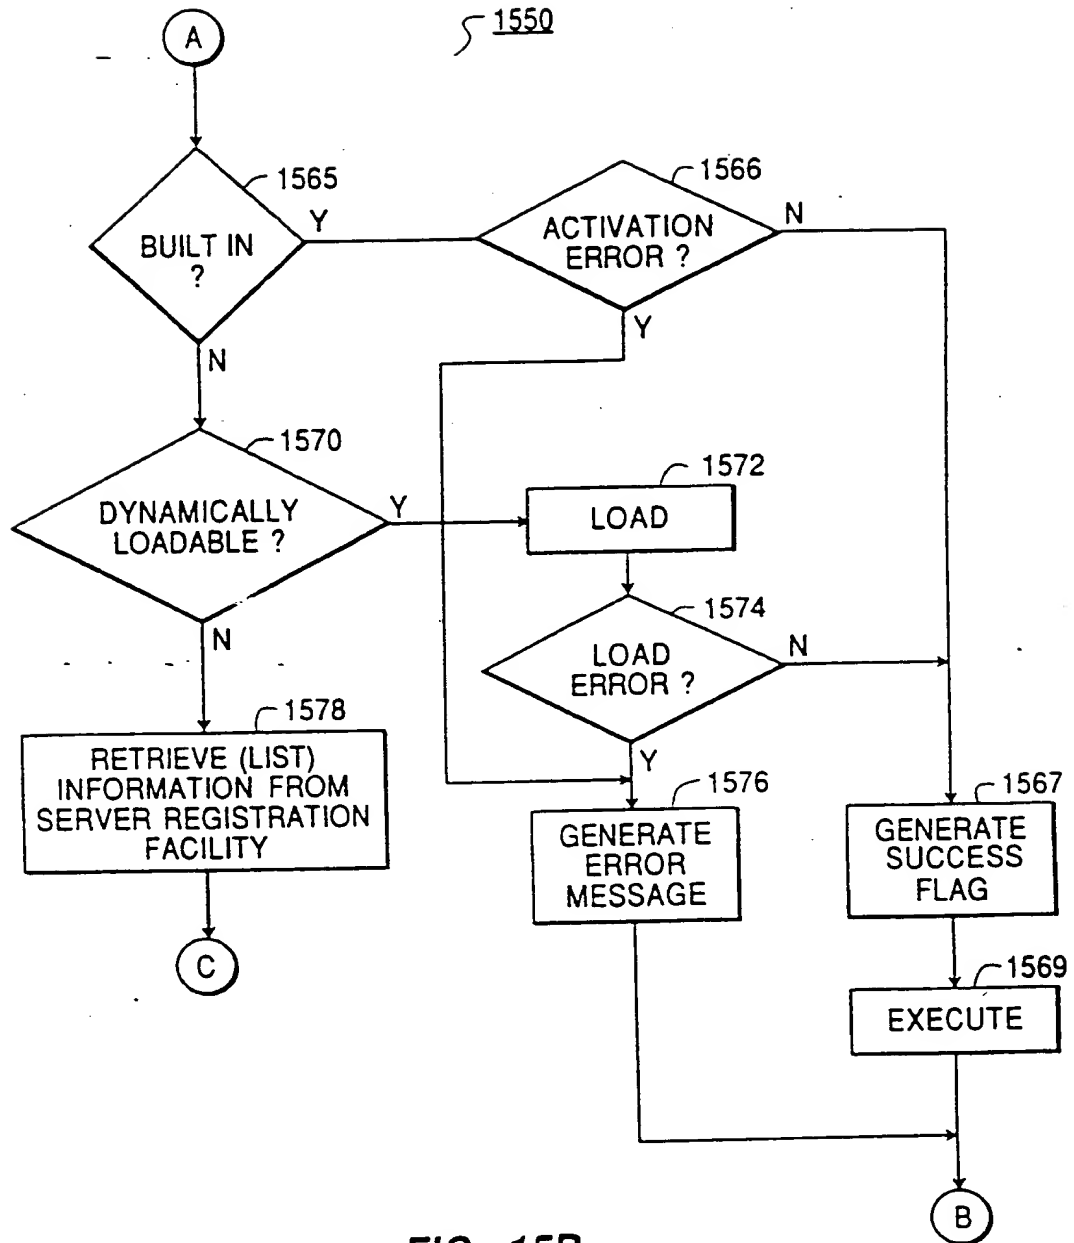 A
1550
1565
BUILT IN
?
Y
N
1566
ACTIVATION
ERROR ?
N
Y
1570
DYNAMICALLY
LOADABLE ?
Y
N
1572
LOAD
1574
LOAD
ERROR ?
N
Y
1578
RETRIEVE (LIST)
INFORMATION FROM
SERVER REGISTRATION
FACILITY
C
1576
GENERATE
ERROR
MESSAGE
1567
GENERATE
SUCCESS
FLAG
1569
EXECUTE
B